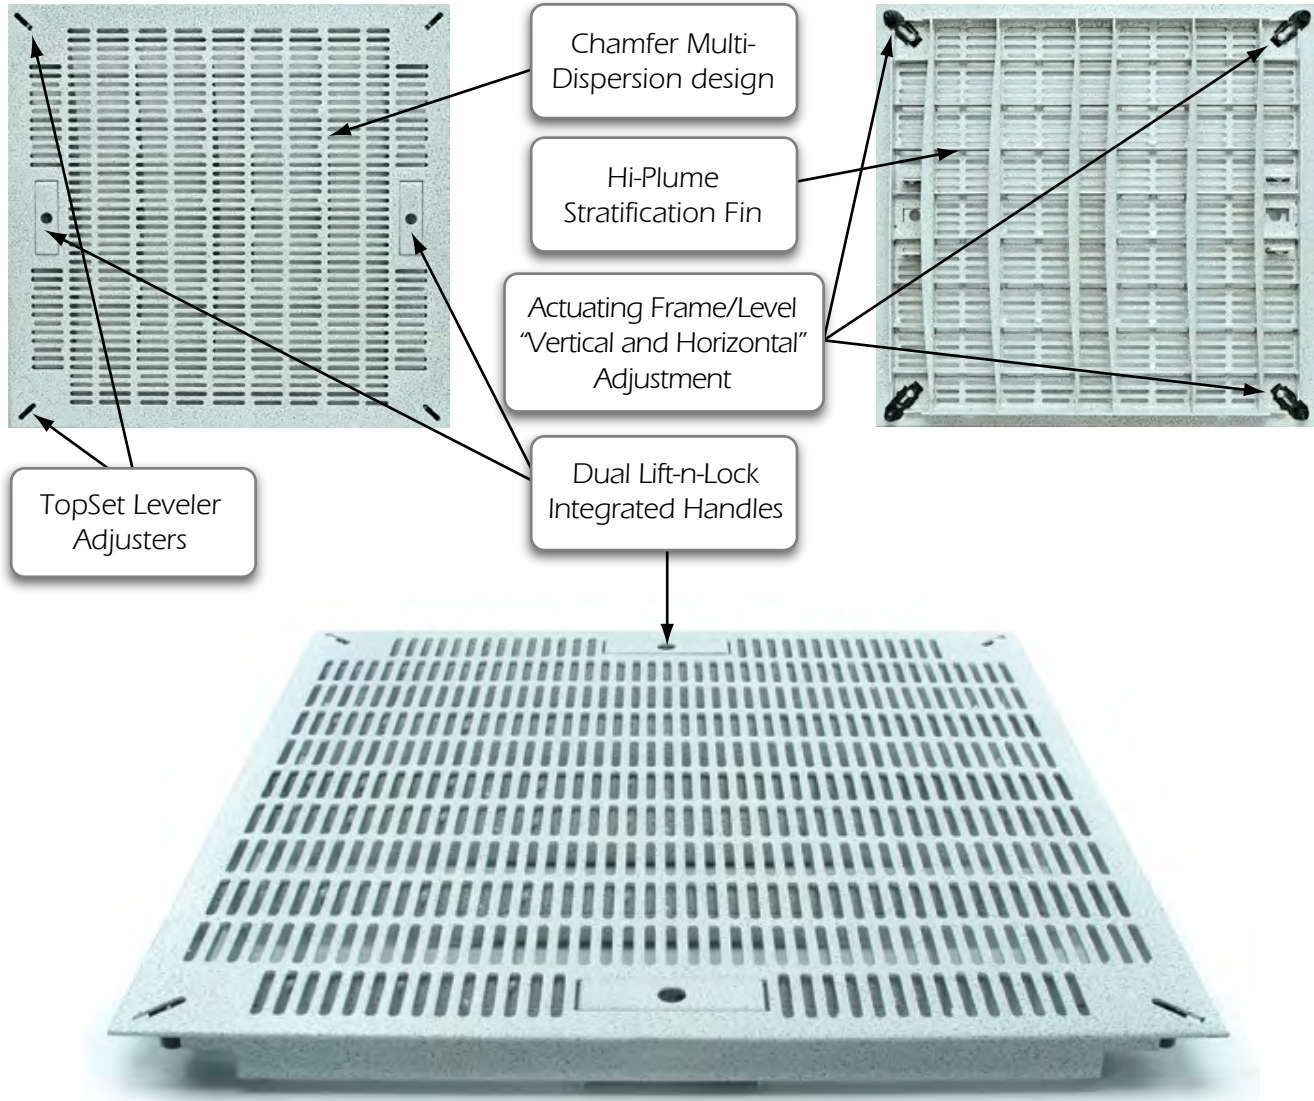 Chamfer Multi-
Dispersion design
Hi-Plume
Stratification Fin
Actuating Frame/Level
“Vertical and Horizontal”
Adjustment
Dual Lift-n-Lock
Integrated Handles
TopSet Leveler
Adjusters